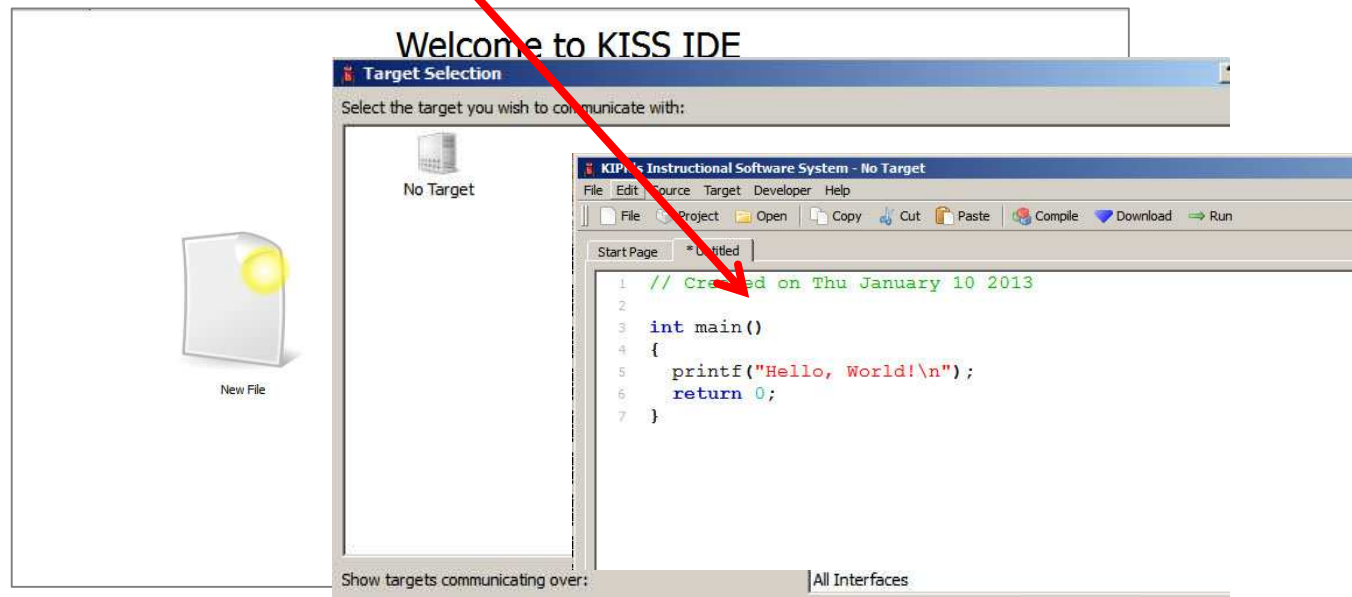 Welcome to KISS IDE
Target Selection
Select the target you wish to communicate with:
No Target
New File
KIPR's Instructional Software System - No Target
File Edit Source Target Developer Help
File Project Open Copy Cut Paste Compile Download Run
Start Page * Untitled
1 // Created on Thu January 10 2013
2
3 int main()
4 {
5 printf("Hello, World!\n");
6 return 0;
7 }
Show targets communicating over:
All Interfaces